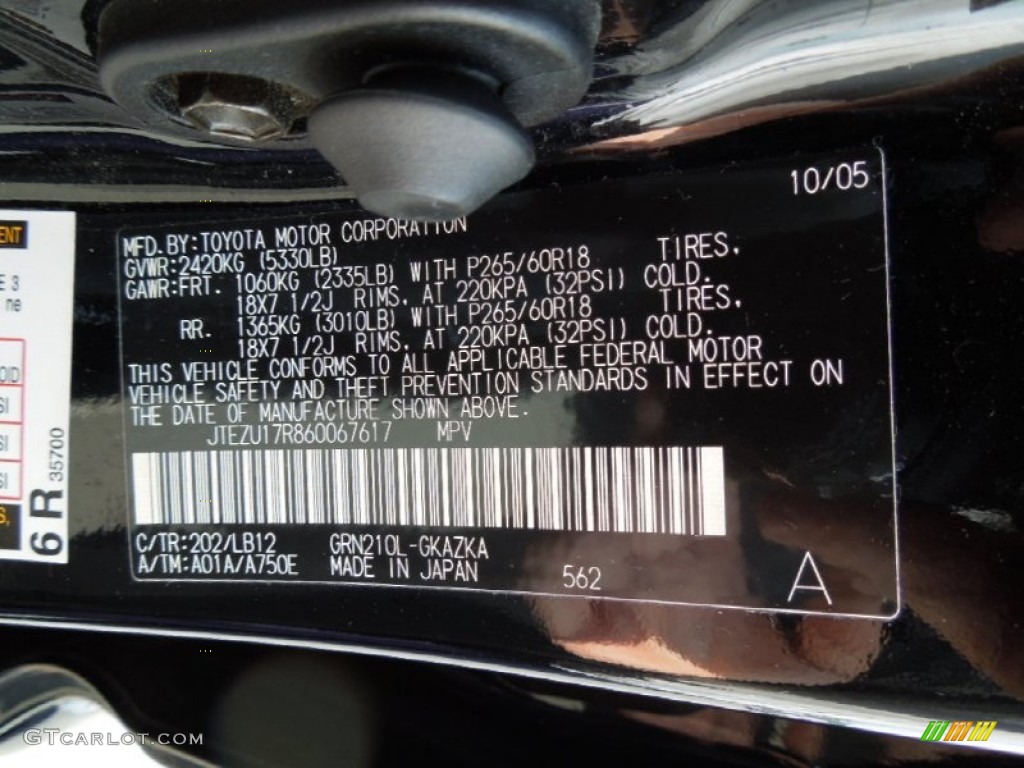 10/05
MFD. BY: TOYOTA MOTOR CORPORATION
GVWR: 2420KG (5330LB)
GAWR: FRT. 1060KG (2335LB) WITH P265/60R18 TIRES,
18X7 1/2J RIMS, AT 220KPA (32PSI) COLD.
RR. 1365KG (3010LB) WITH P265/60R18 TIRES,
18X7 1/2J RIMS, AT 220KPA (32PSI) COLD.
THIS VEHICLE CONFORMS TO ALL APPLICABLE FEDERAL MOTOR
VEHICLE SAFETY AND THEFT PREVENTION STANDARDS IN EFFECT ON
THE DATE OF MANUFACTURE SHOWN ABOVE.
JTEZU17R860067617 MPV
C/TR: 202/LB12 GRN210L-GKAZKA
A/TM: A01A/A750E MADE IN JAPAN
562
A
6 R 35700
GTCARLOT.COM